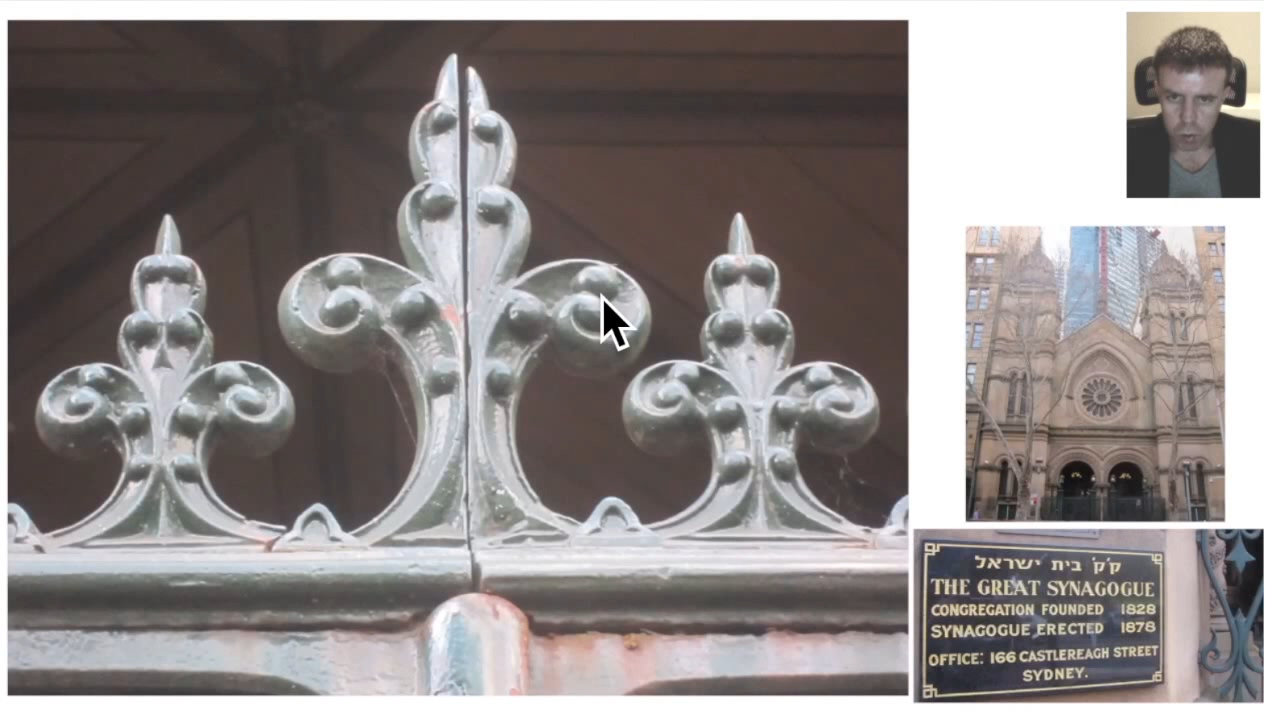 ק'ק' בית ישראל
THE GREAT SYNAGOGUE
CONGREGATION FOUNDED 1828
SYNAGOGUE ERECTED 1878
OFFICE: 166 CASTLEREAGH STREET
SYDNEY.